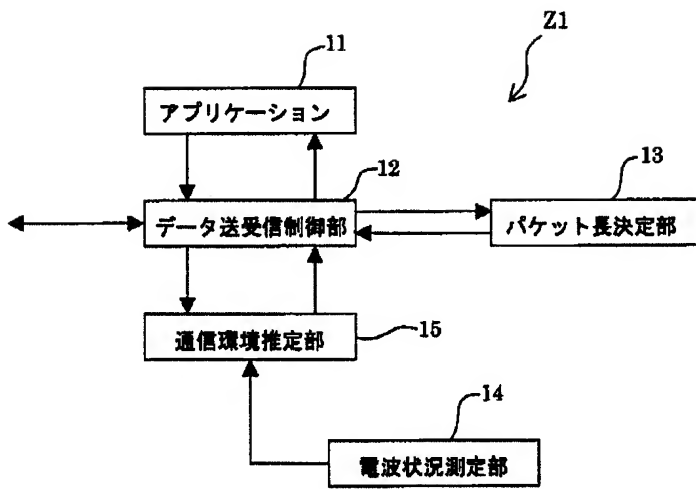 Z1
11
アプリケーション
12
データ送受信制御部
13
パケット長決定部
通信環境推定部
15
14
電波状況測定部